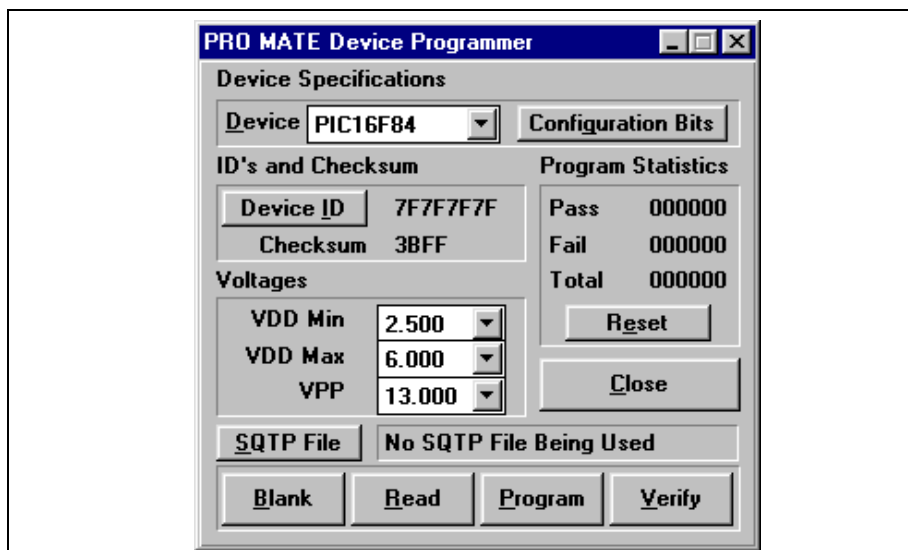 PRO MATE Device Programmer
Device Specifications
Device PIC16F84 Configuration Bits
ID's and Checksum
Device ID 7F7F7F7F
Checksum 3BFF
Program Statistics
Pass 000000
Fail 000000
Total 000000
Reset
Voltages
VDD Min 2.500
VDD Max 6.000
VPP 13.000
Close
SQTP File No SQTP File Being Used
Blank Read Program Verify